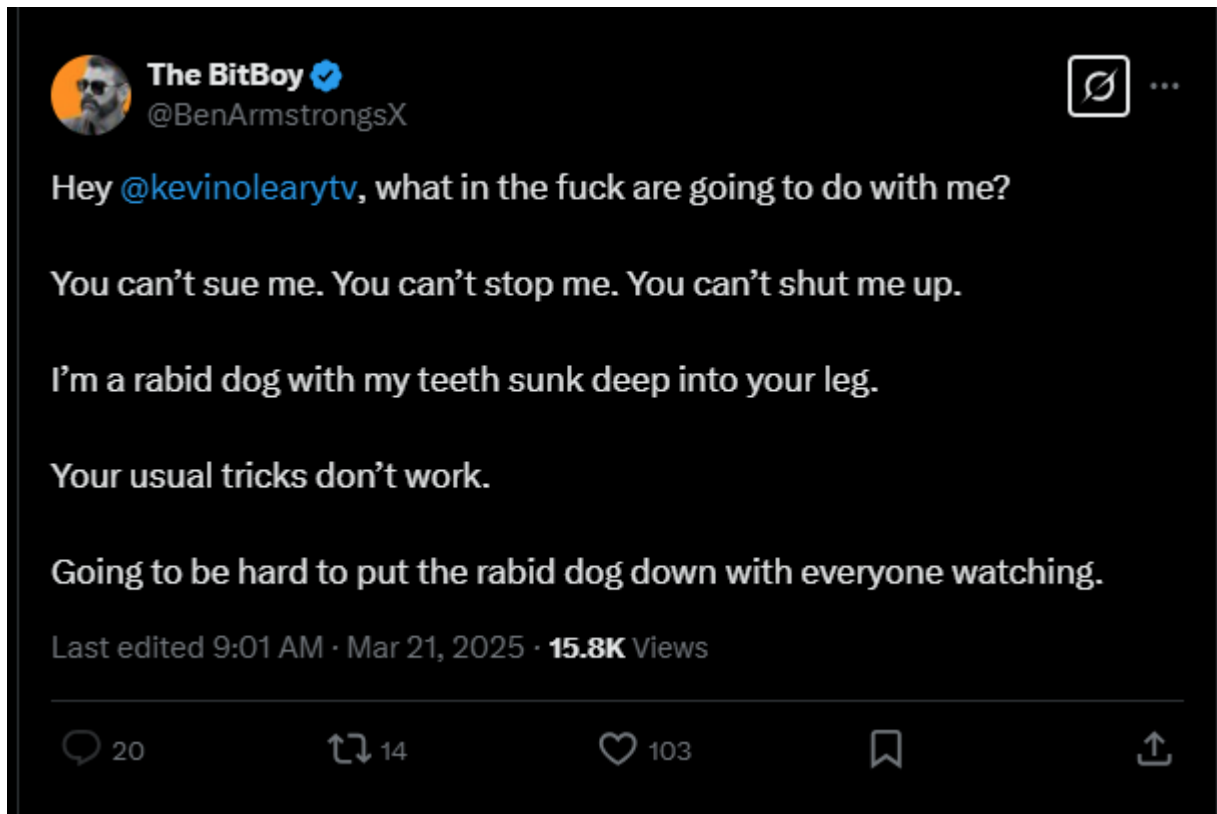 The BitBoy
@BenArmstrongsX
Hey @kevinolearytv, what in the fuck are going to do with me?
You can’t sue me. You can’t stop me. You can’t shut me up.
I’m a rabid dog with my teeth sunk deep into your leg.
Your usual tricks don’t work.
Going to be hard to put the rabid dog down with everyone watching.
Last edited 9:01 AM · Mar 21, 2025 · 15.8K Views
20 14 103